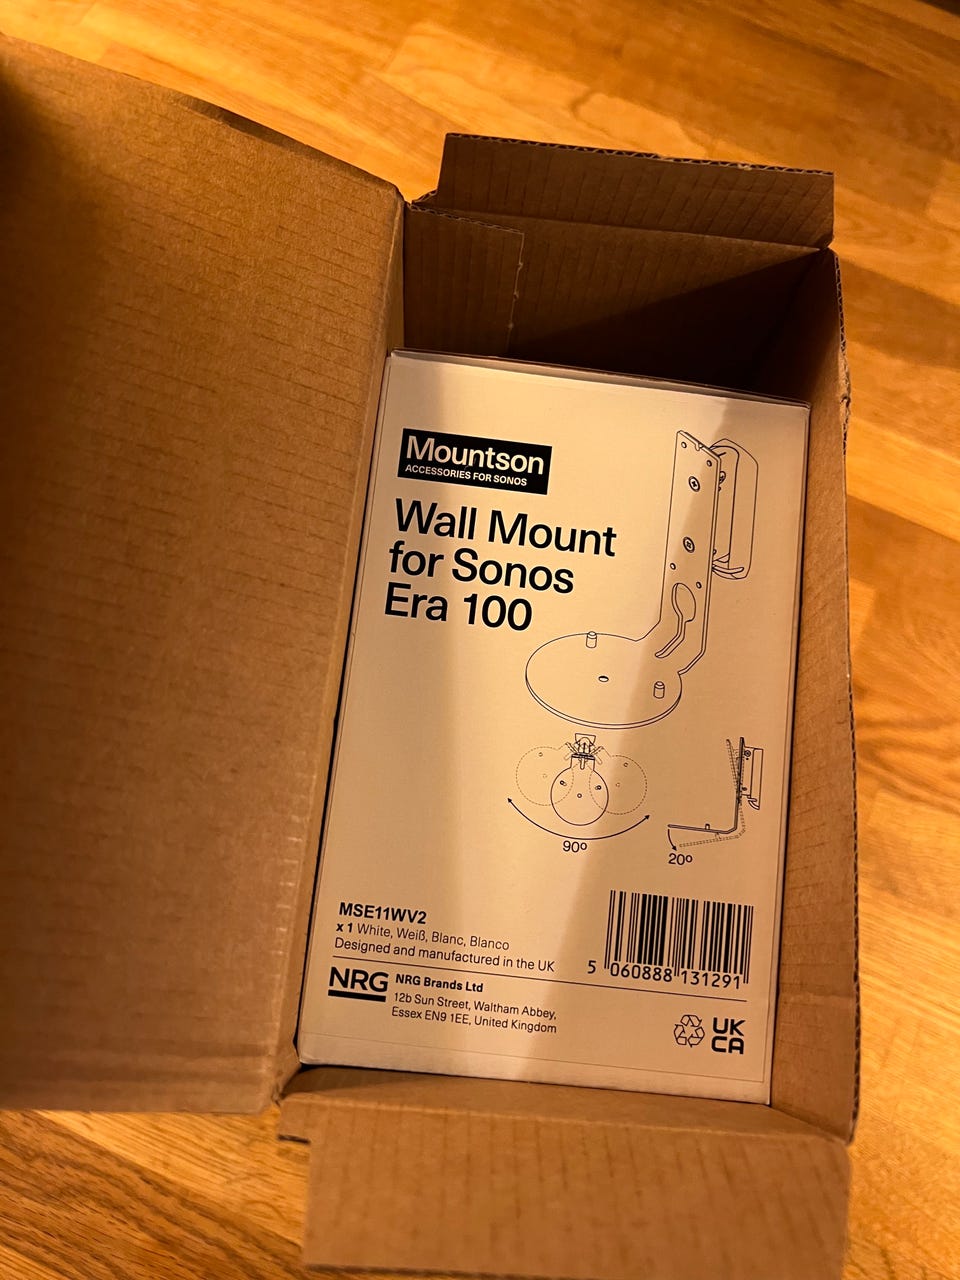 Mountson
ACCESSORIES FOR SONOS
Wall Mount
for Sonos
Era 100
90º
20º
MSE11WV2
x 1 White, Weiß, Blanc, Blanco
Designed and manufactured in the UK
5 060888 131291
NRG
NRG Brands Ltd
12b Sun Street, Waltham Abbey,
Essex EN9 1EE, United Kingdom
UK
CA